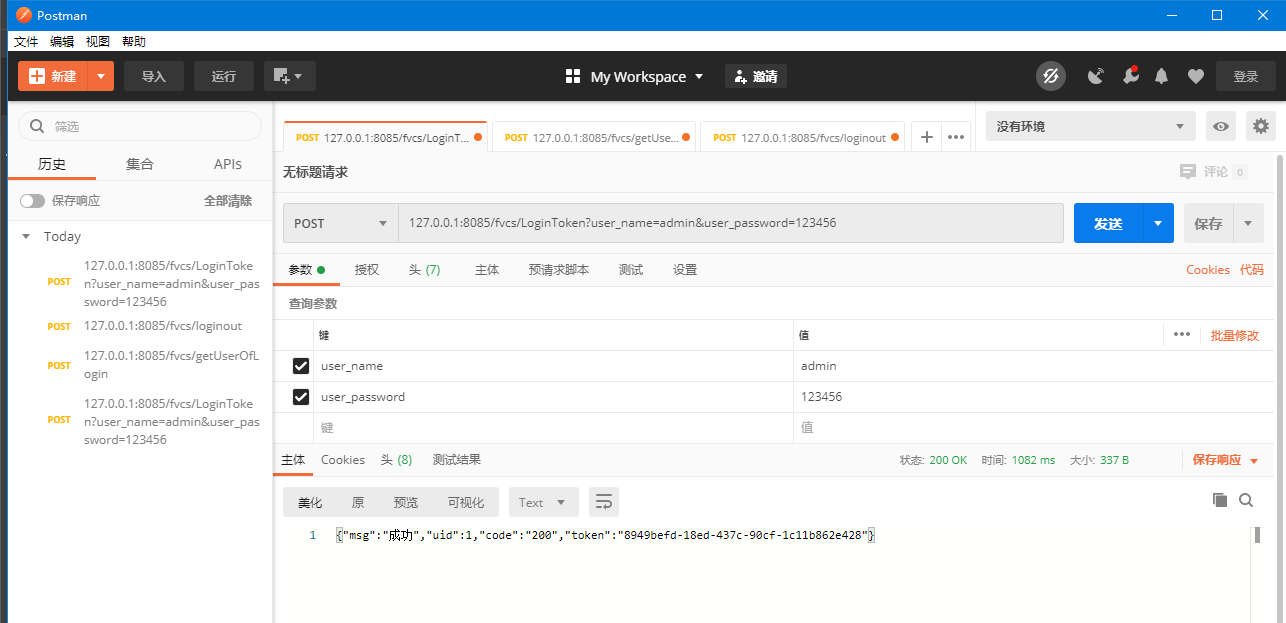 Postman
文件 编辑 视图 帮助
新建 导入 运行 My Workspace 邀请 登录
筛选
历史 集合 APIs
保存响应 全部清除
Today
POST 127.0.0.1:8085/fvcs/LoginToke
n?user_name=admin&user_pas
sword=123456
POST 127.0.0.1:8085/fvcs/loginout
POST 127.0.0.1:8085/fvcs/getUserOfL
ogin
POST 127.0.0.1:8085/fvcs/LoginToke
n?user_name=admin&user_pas
sword=123456
POST 127.0.0.1:8085/fvcs/LoginT... POST 127.0.0.1:8085/fvcs/getUse... POST 127.0.0.1:8085/fvcs/loginout 没有环境
无标题请求 评论 0
POST 127.0.0.1:8085/fvcs/LoginToken?user_name=admin&user_password=123456 发送 保存
参数 授权 头 (7) 主体 预请求脚本 测试 设置 Cookies 代码
查询参数
键 值 批量修改
user_name admin
user_password 123456
键 值
主体 Cookies 头 (8) 测试结果 状态: 200 OK 时间: 1082 ms 大小: 337 B 保存响应
美化 原 预览 可视化 Text
1 {"msg":"成功","uid":1,"code":"200","token":"8949befd-18ed-437c-90cf-1c11b862e428"}